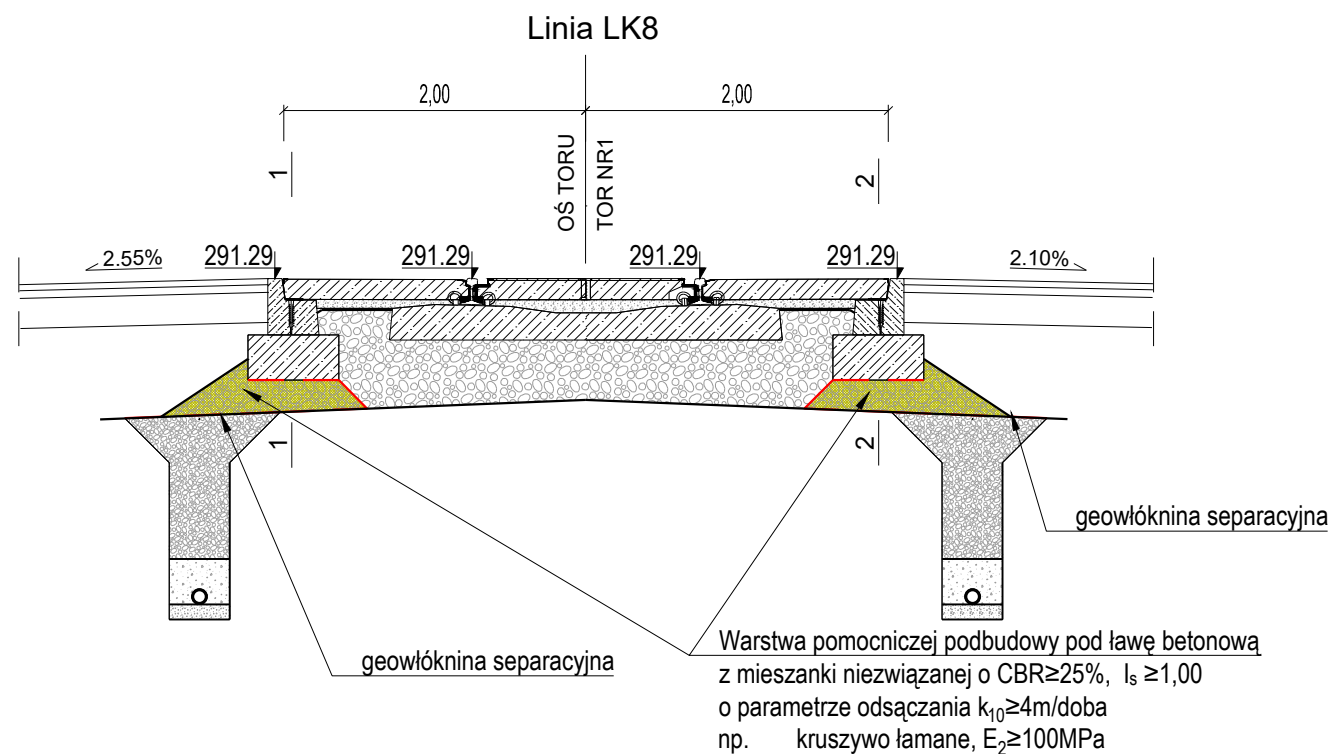 Linia LK8
2,00
2,00
OŚ TORU
TOR NR1
1
2
2.55%
291.29
291.29
291.29
291.29
2.10%
1
2
geowłóknina separacyjna
geowłóknina separacyjna
Warstwa pomocniczej podbudowy pod ławę betonową
z mieszanki niezwiązanej o CBR≥25%, Iₛ ≥1,00
o parametrze odsączania k₁₀≥4m/doba
np. kruszywo łamane, E₂≥100MPa